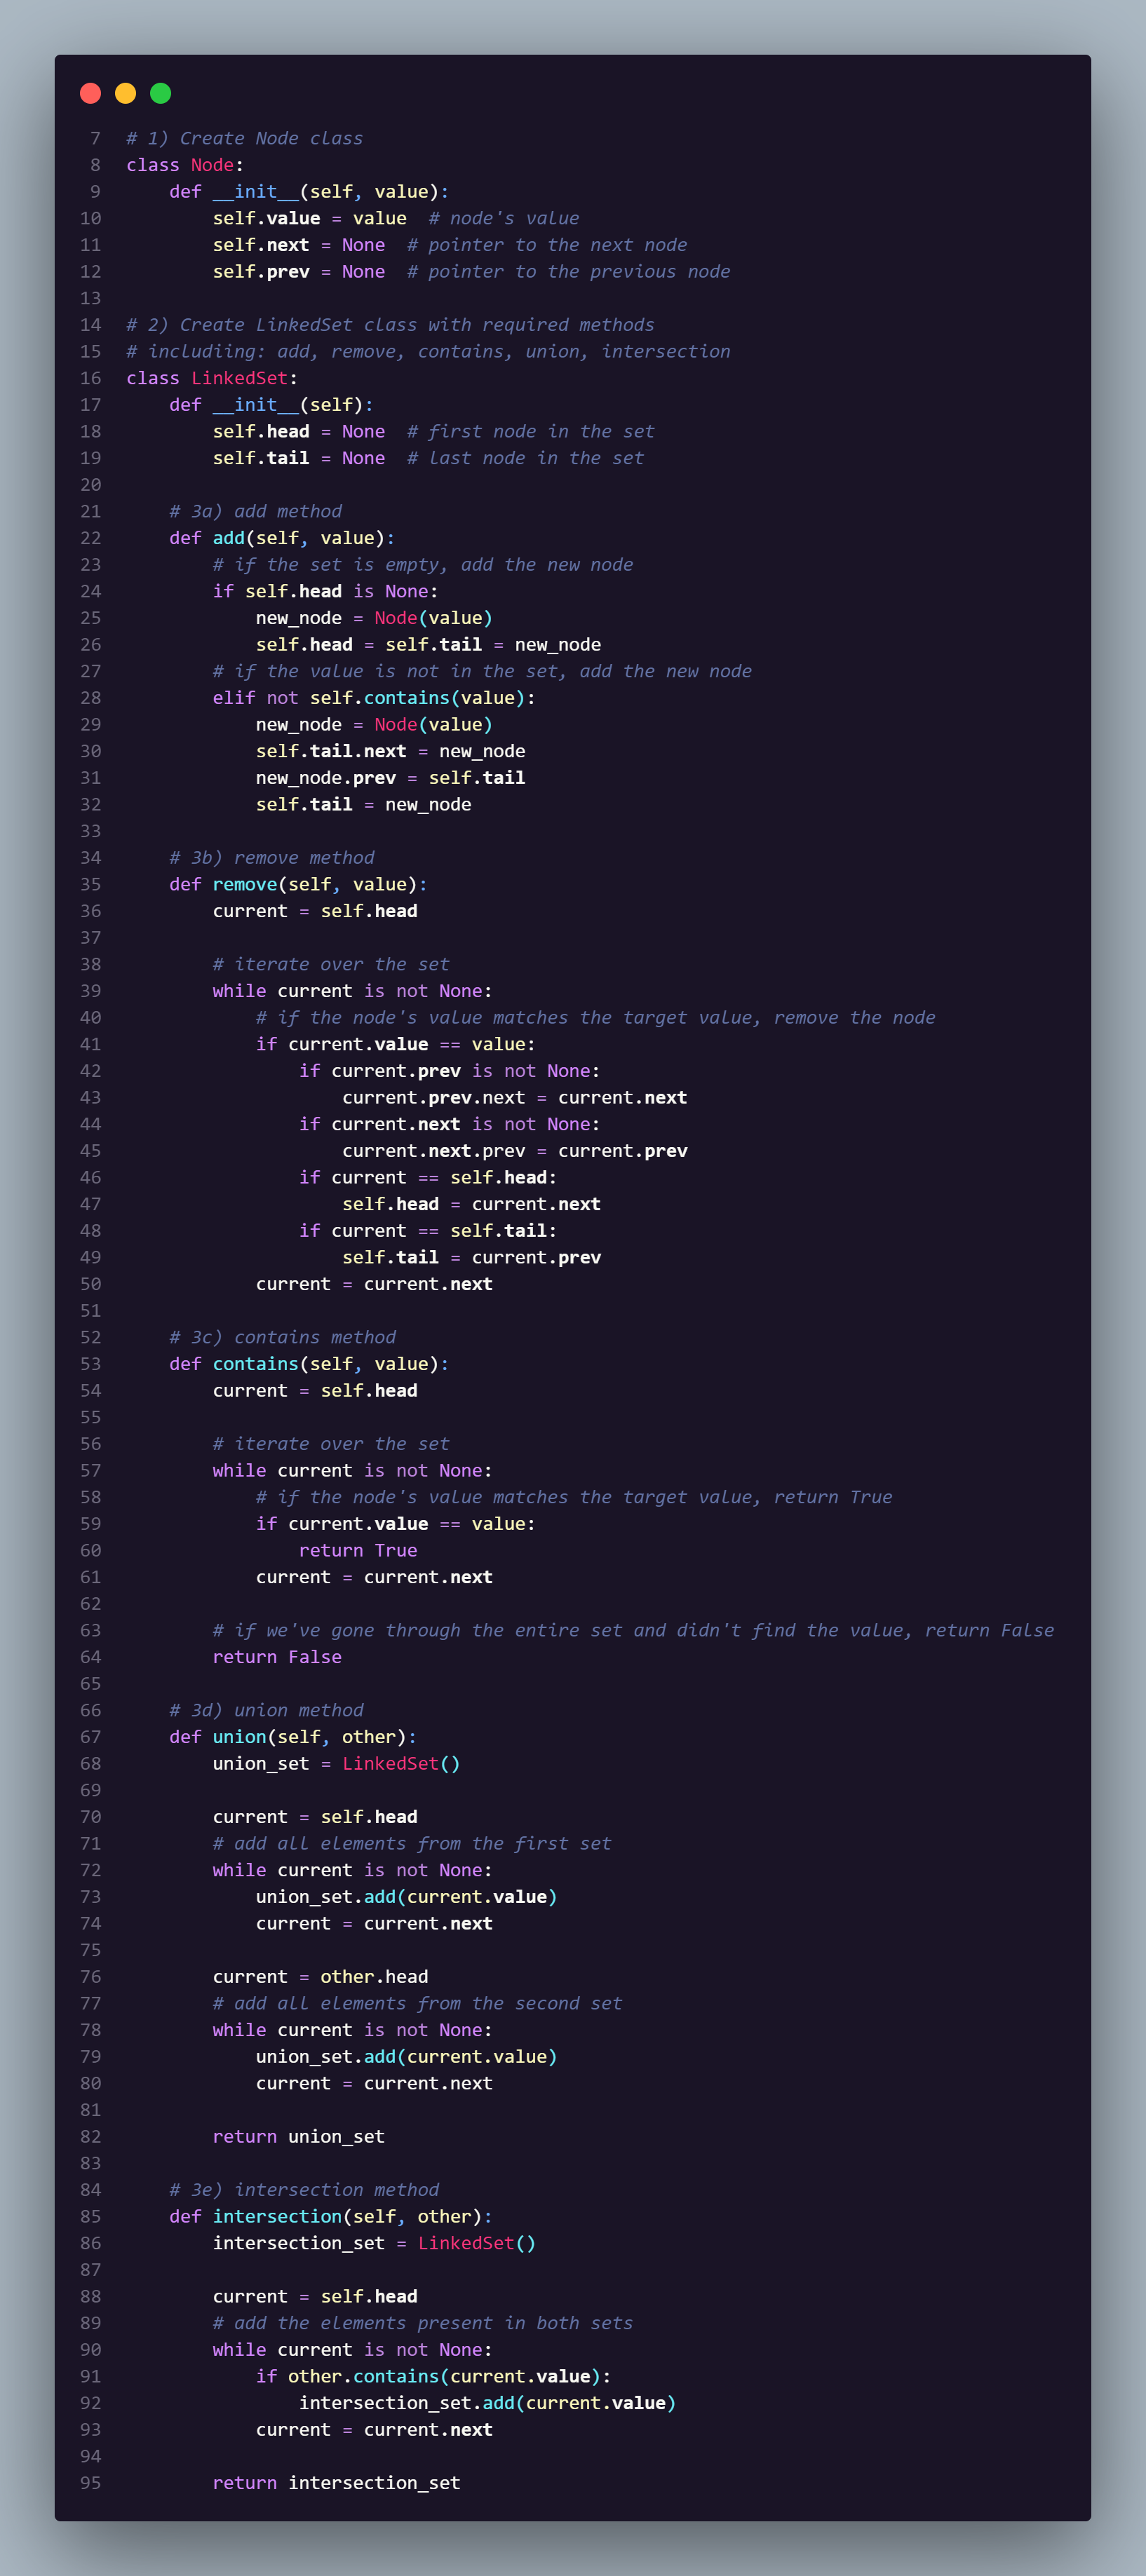 7 # 1) Create Node class
8 class Node:
9     def __init__(self, value):
10         self.value = value  # node's value
11         self.next = None  # pointer to the next node
12         self.prev = None  # pointer to the previous node
13
14 # 2) Create LinkedSet class with required methods
15 # includiing: add, remove, contains, union, intersection
16 class LinkedSet:
17     def __init__(self):
18         self.head = None  # first node in the set
19         self.tail = None  # last node in the set
20
21     # 3a) add method
22     def add(self, value):
23         # if the set is empty, add the new node
24         if self.head is None:
25             new_node = Node(value)
26             self.head = self.tail = new_node
27         # if the value is not in the set, add the new node
28         elif not self.contains(value):
29             new_node = Node(value)
30             self.tail.next = new_node
31             new_node.prev = self.tail
32             self.tail = new_node
33
34     # 3b) remove method
35     def remove(self, value):
36         current = self.head
37
38         # iterate over the set
39         while current is not None:
40             # if the node's value matches the target value, remove the node
41             if current.value == value:
42                 if current.prev is not None:
43                     current.prev.next = current.next
44                 if current.next is not None:
45                     current.next.prev = current.prev
46                 if current == self.head:
47                     self.head = current.next
48                 if current == self.tail:
49                     self.tail = current.prev
50             current = current.next
51
52     # 3c) contains method
53     def contains(self, value):
54         current = self.head
55
56         # iterate over the set
57         while current is not None:
58             # if the node's value matches the target value, return True
59             if current.value == value:
60                 return True
61             current = current.next
62
63         # if we've gone through the entire set and didn't find the value, return False
64         return False
65
66     # 3d) union method
67     def union(self, other):
68         union_set = LinkedSet()
69
70         current = self.head
71         # add all elements from the first set
72         while current is not None:
73             union_set.add(current.value)
74             current = current.next
75
76         current = other.head
77         # add all elements from the second set
78         while current is not None:
79             union_set.add(current.value)
80             current = current.next
81
82         return union_set
83
84     # 3e) intersection method
85     def intersection(self, other):
86         intersection_set = LinkedSet()
87
88         current = self.head
89         # add the elements present in both sets
90         while current is not None:
91             if other.contains(current.value):
92                 intersection_set.add(current.value)
93             current = current.next
94
95         return intersection_set